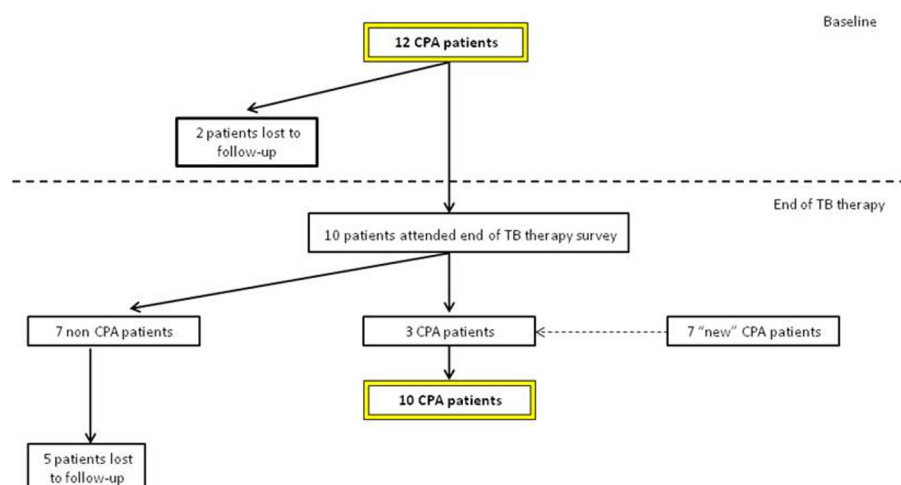 Baseline
12 CPA patients
2 patients lost to
follow-up
End of TB therapy
10 patients attended end of TB therapy survey
7 non CPA patients
3 CPA patients
7 “new” CPA patients
10 CPA patients
5 patients lost
to follow-up